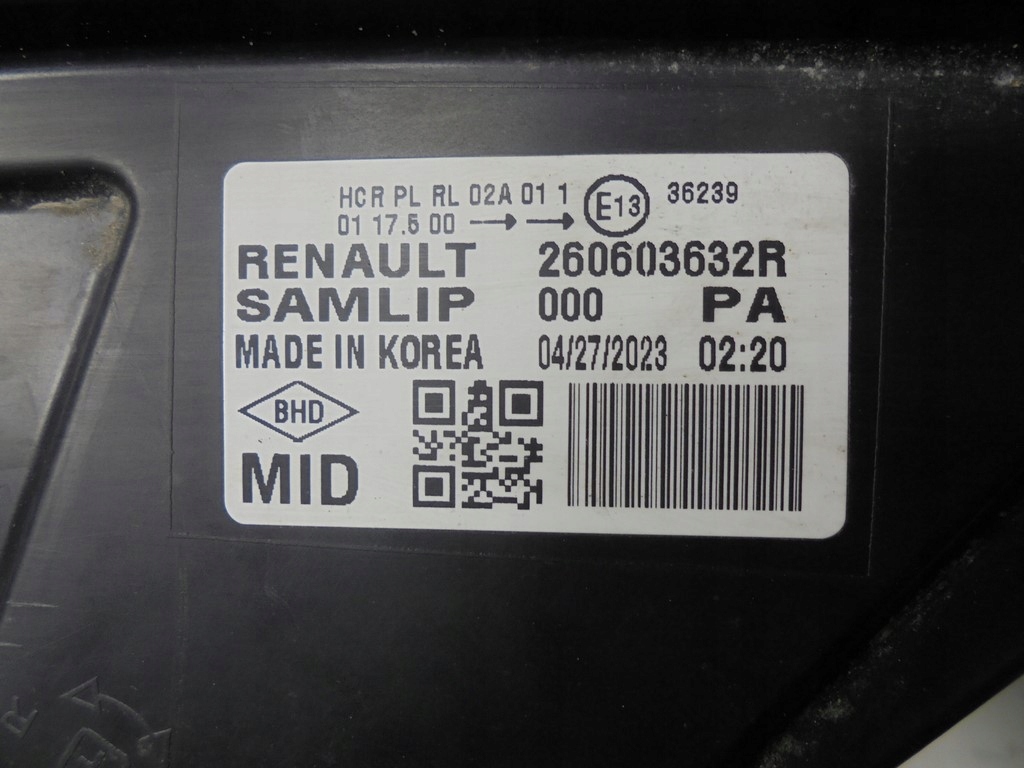 HCR PL RL 02A 01 1 E13 36239
01 17.5 00 → →
RENAULT 260603632R
SAMLIP 000 PA
MADE IN KOREA 04/27/2023 02:20
BHD
MID
R